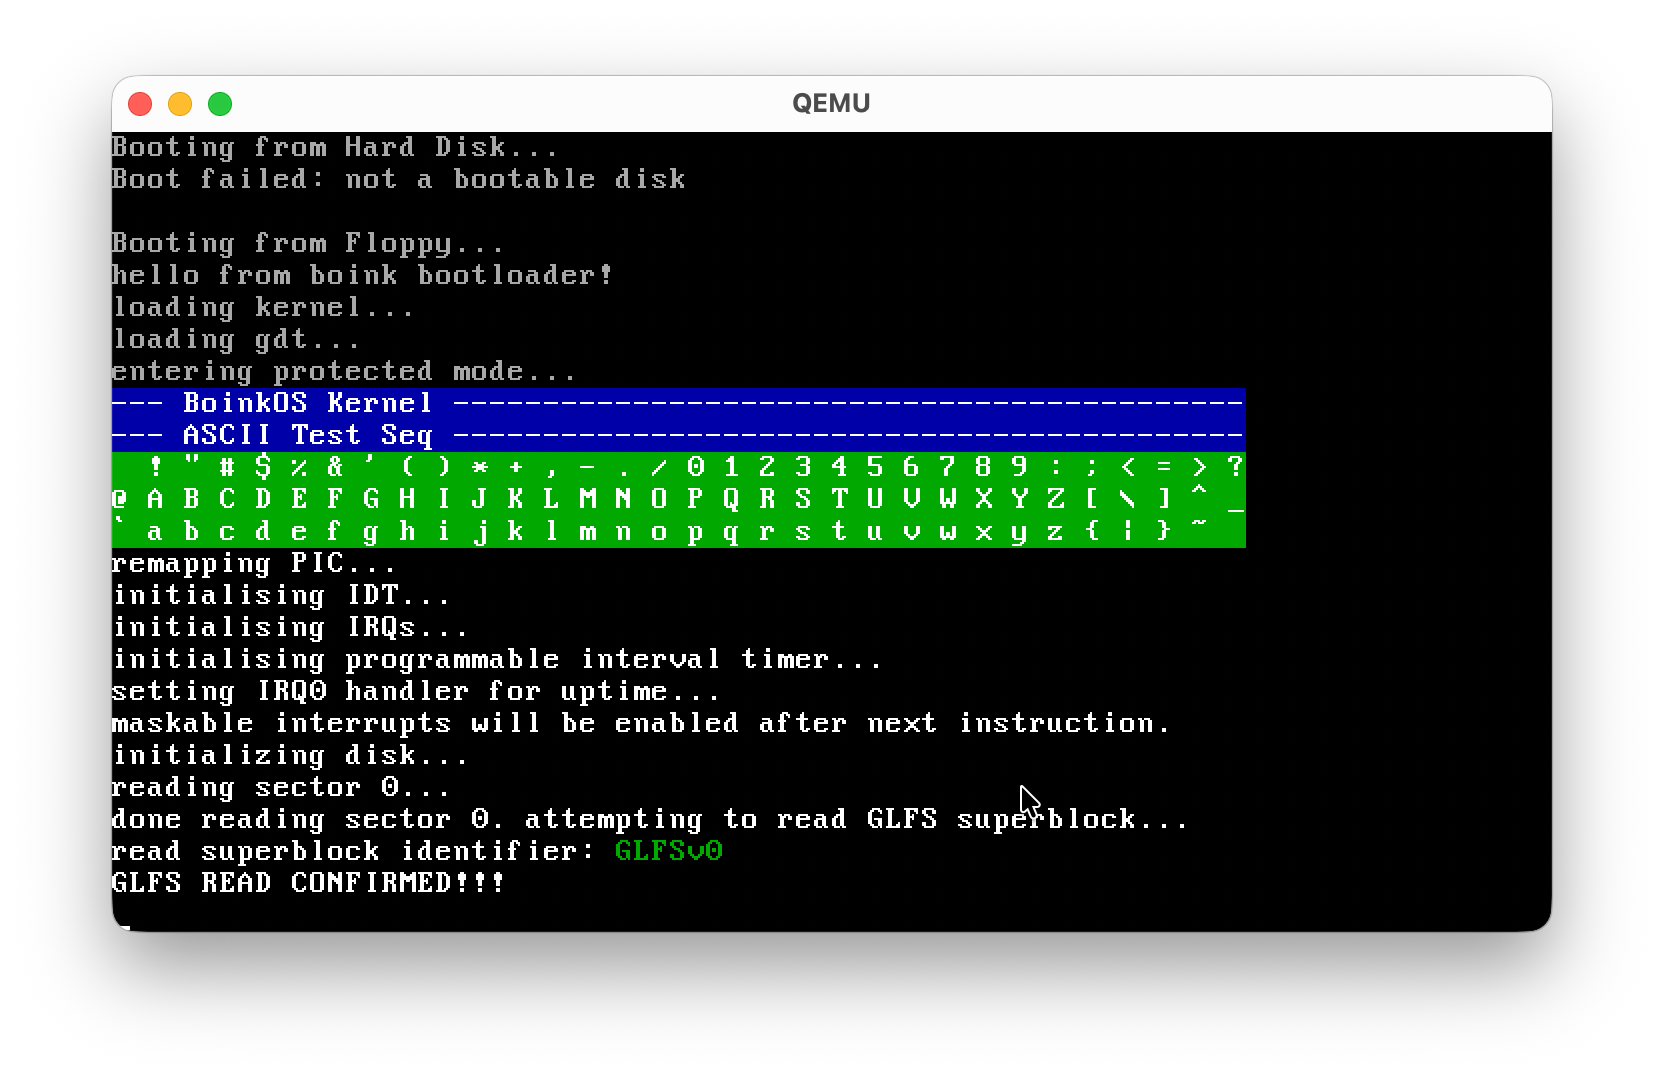 QEMU
Booting from Hard Disk...
Boot failed: not a bootable disk
Booting from Floppy...
hello from boink bootloader!
loading kernel...
loading gdt...
entering protected mode...
--- BoinkOS Kernel --------------------------------------------
--- ASCII Test Seq --------------------------------------------
! " # $ % & ' ( ) * + , - . / 0 1 2 3 4 5 6 7 8 9 : ; < = > ?
@ A B C D E F G H I J K L M N O P Q R S T U V W X Y Z [ \ ] ^ _
` a b c d e f g h i j k l m n o p q r s t u v w x y z { | } ~
remapping PIC...
initialising IDT...
initialising IRQs...
initialising programmable interval timer...
setting IRQ0 handler for uptime...
maskable interrupts will be enabled after next instruction.
initializing disk...
reading sector 0...
done reading sector 0. attempting to read GLFS superblock...
read superblock identifier: GLFSv0
GLFS READ CONFIRMED!!!